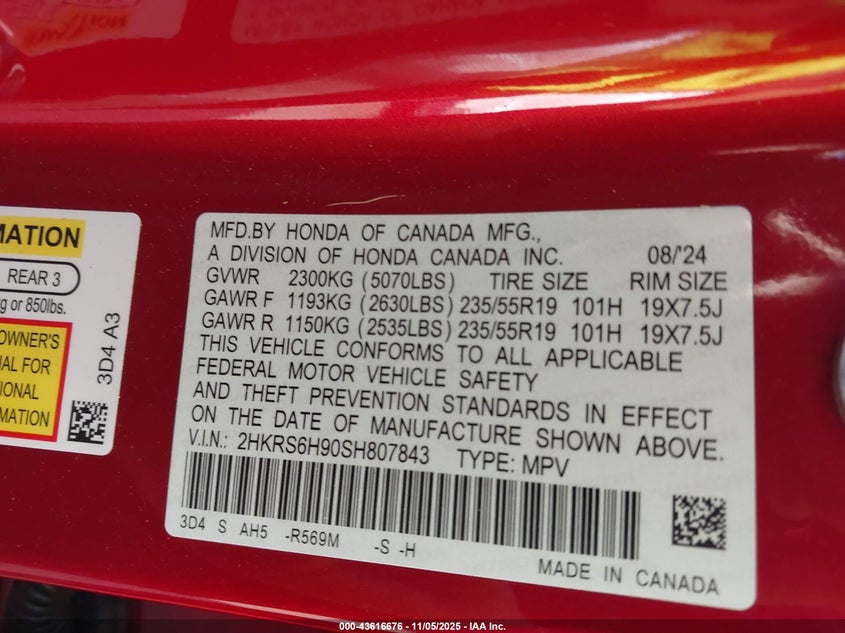 MATION
REAR 3
g or 850lbs.
OWNER'S
UAL FOR
IONAL
RMATION
3D4 A3
MFD.BY HONDA OF CANADA MFG.,
A DIVISION OF HONDA CANADA INC. 08/'24
GVWR 2300KG (5070LBS) TIRE SIZE RIM SIZE
GAWR F 1193KG (2630LBS) 235/55R19 101H 19X7.5J
GAWR R 1150KG (2535LBS) 235/55R19 101H 19X7.5J
THIS VEHICLE CONFORMS TO ALL APPLICABLE
FEDERAL MOTOR VEHICLE SAFETY
AND THEFT PREVENTION STANDARDS IN EFFECT
ON THE DATE OF MANUFACTURE SHOWN ABOVE.
V.I.N.: 2HKRS6H90SH807843 TYPE: MPV
3D4 S AH5 -R569M -S -H
MADE IN CANADA
000-43616676 - 11/05/2025 - IAA Inc.